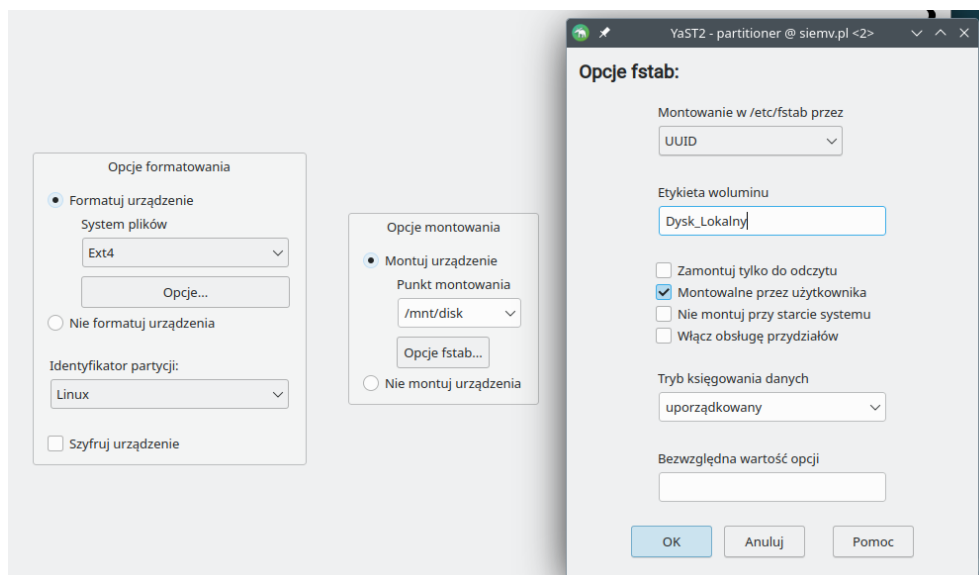 Opcje formatowania
Formatuj urządzenie
System plików
Ext4
Opcje...
Nie formatuj urządzenia
Identyfikator partycji:
Linux
Szyfruj urządzenie
Opcje montowania
Montuj urządzenie
Punkt montowania
/mnt/disk
Opcje fstab...
Nie montuj urządzenia
YaST2 - partitioner @ siemv.pl <2>
Opcje fstab:
Montowanie w /etc/fstab przez
UUID
Etykieta woluminu
Dysk_Lokalny
Zamontuj tylko do odczytu
Montowalne przez użytkownika
Nie montuj przy starcie systemu
Włącz obsługę przydziałów
Tryb księgowania danych
uporządkowany
Bezwzględna wartość opcji
OK
Anuluj
Pomoc